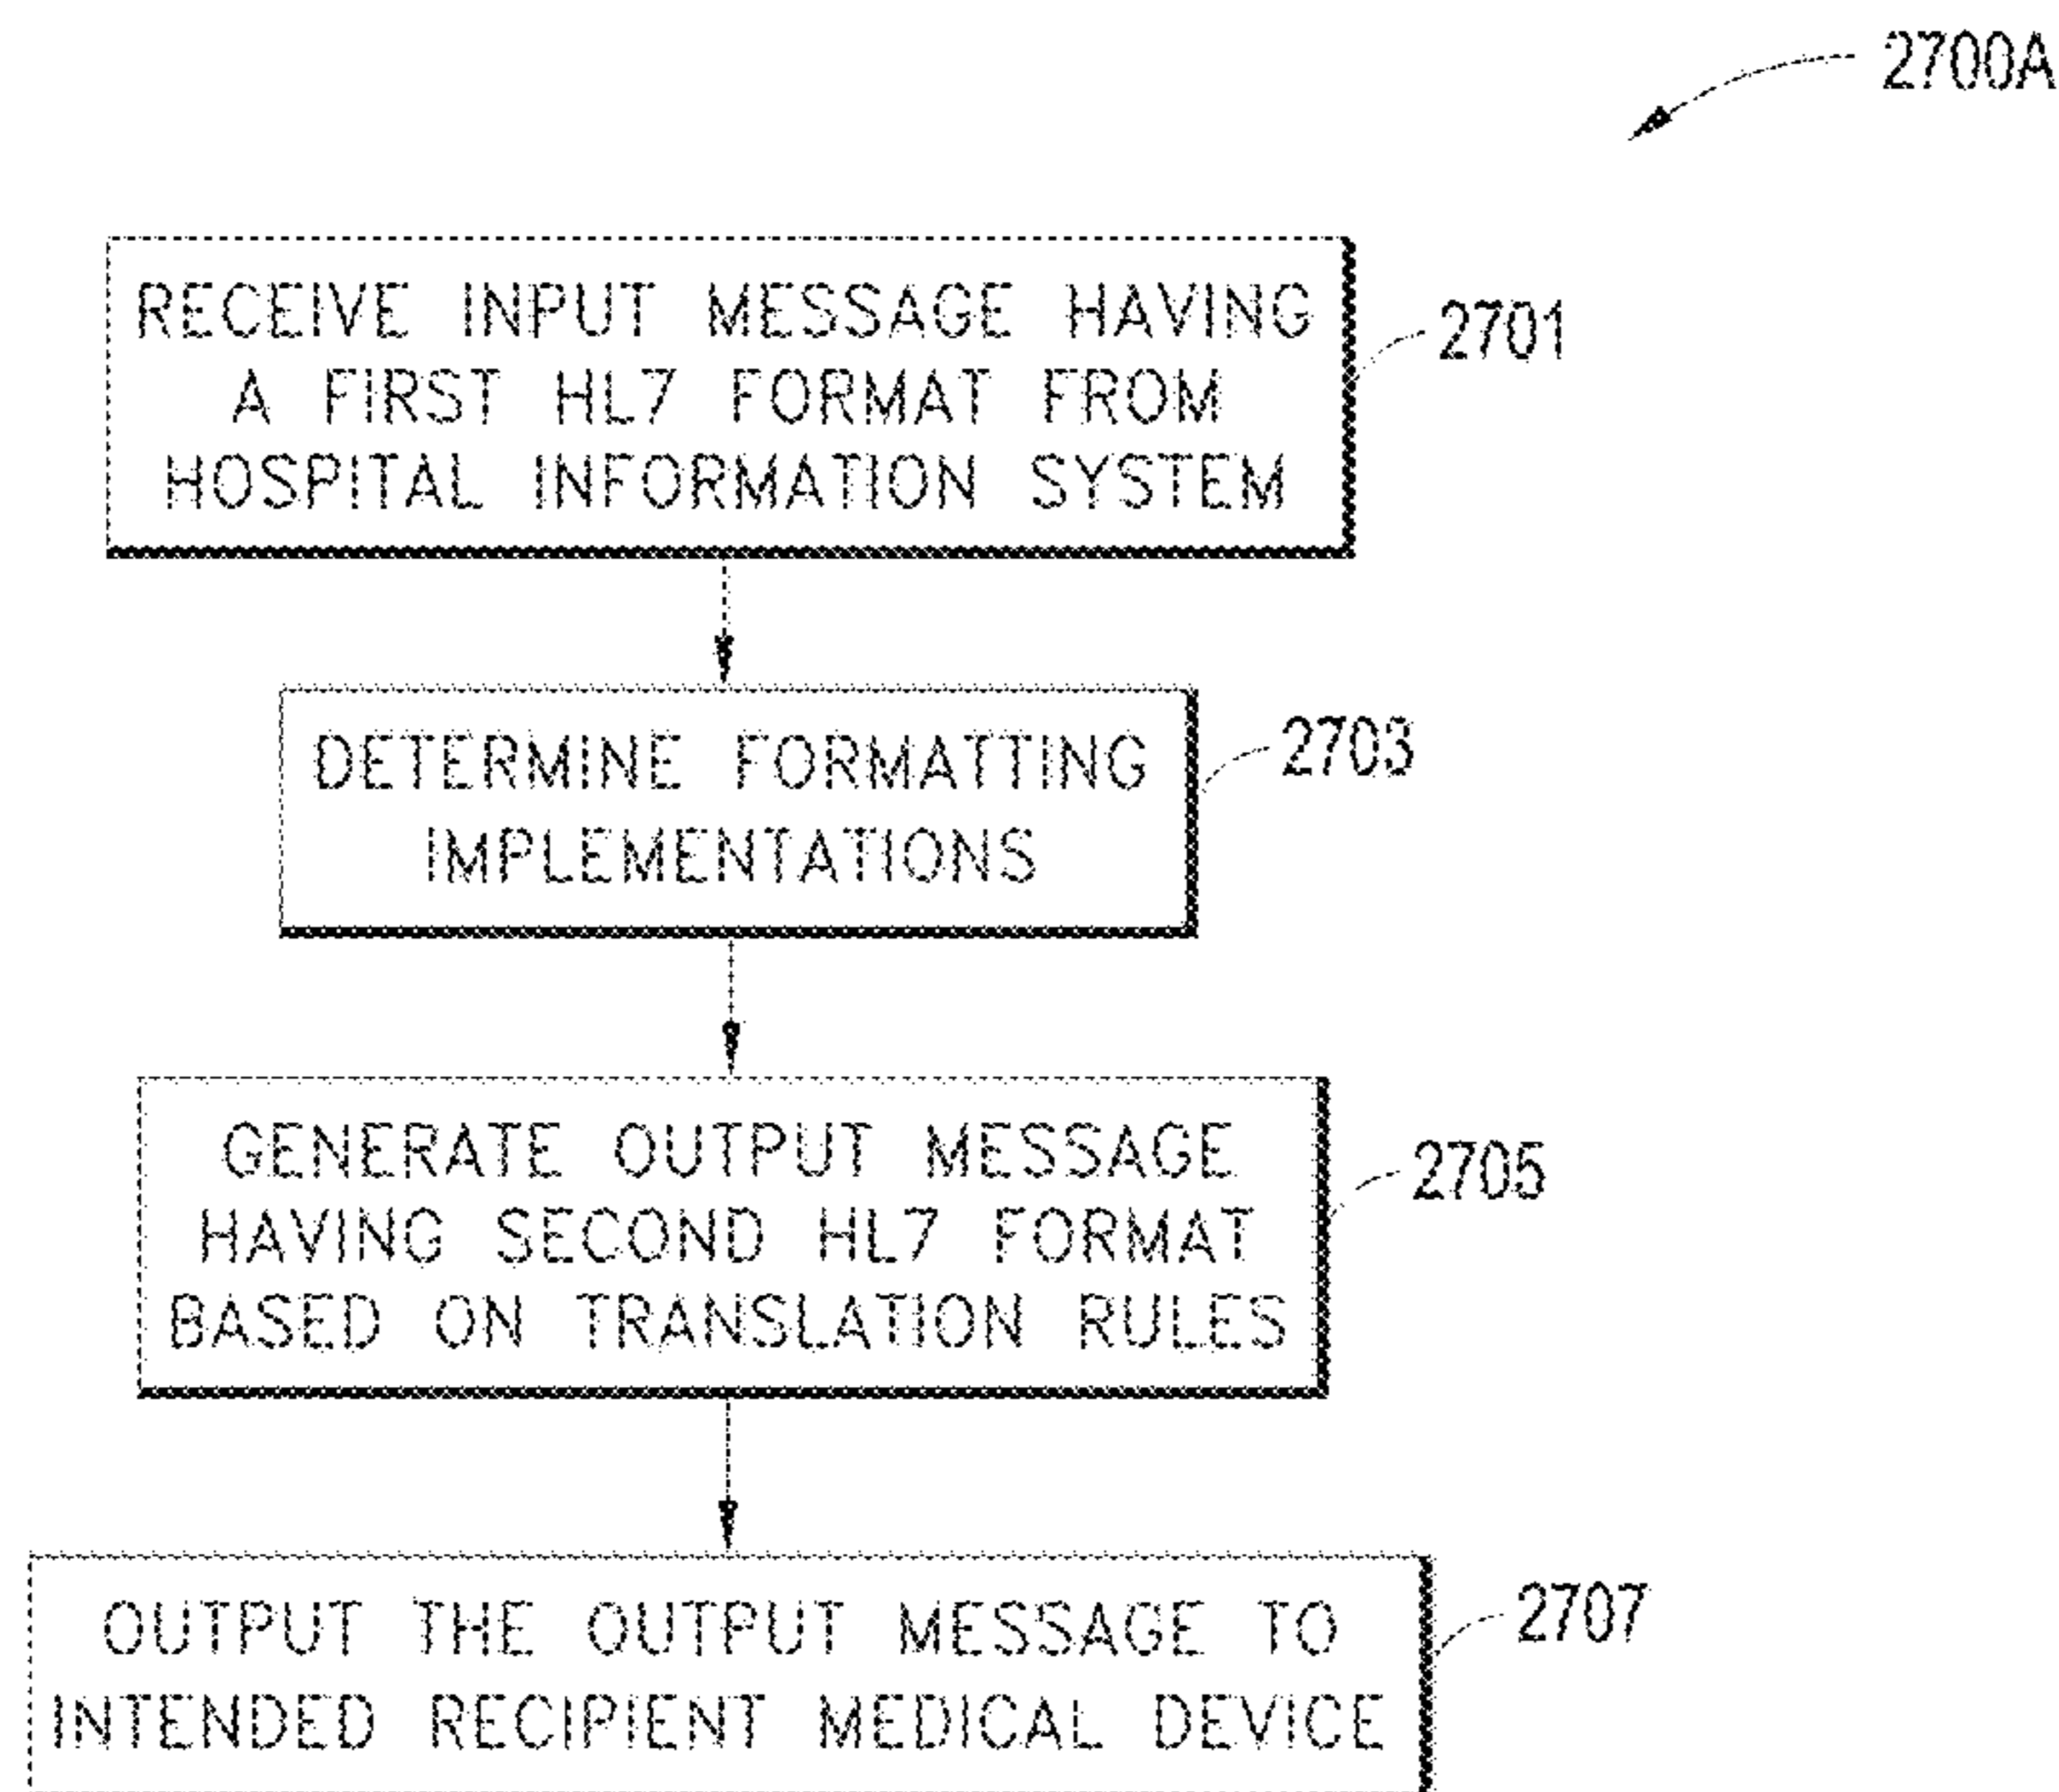 2700A
RECEIVE INPUT MESSAGE HAVING
A FIRST HL7 FORMAT FROM
HOSPITAL INFORMATION SYSTEM
2701
DETERMINE FORMATTING
IMPLEMENTATIONS
2703
GENERATE OUTPUT MESSAGE
HAVING SECOND HL7 FORMAT
BASED ON TRANSLATION RULES
2705
OUTPUT THE OUTPUT MESSAGE TO
INTENDED RECIPIENT MEDICAL DEVICE
2707